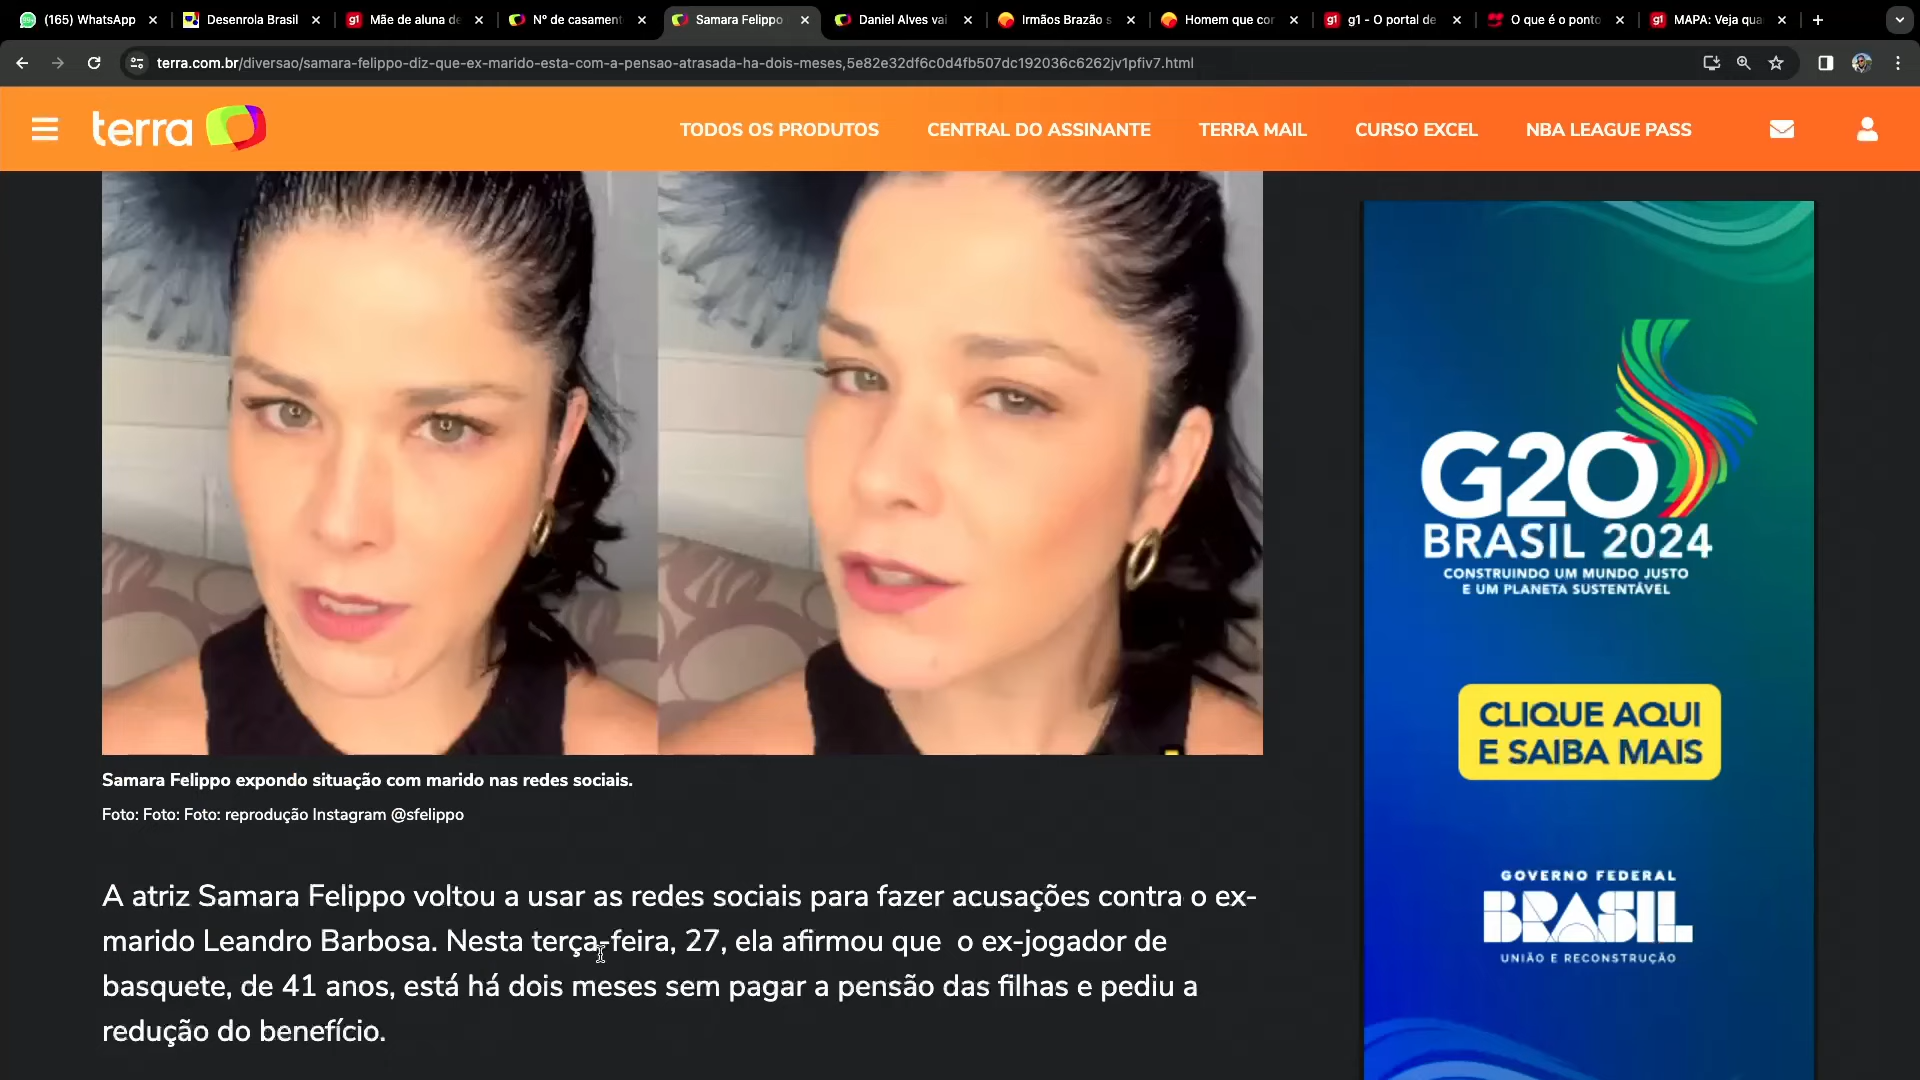 (165) WhatsApp
Desenrola Brasil
Mãe de aluna de
Nº de casament
Samara Felippo
Daniel Alves vai
Irmãos Brazão s
Homem que cor
g1 - O portal de
O que é o ponto
MAPA: Veja qua
terra.com.br/diversao/samara-felippo-diz-que-ex-marido-esta-com-a-pensao-atrasada-ha-dois-meses,5e82e32df6c0d4fb507dc192036c6262jv1pfiv7.html
terra
TODOS OS PRODUTOS
CENTRAL DO ASSINANTE
TERRA MAIL
CURSO EXCEL
NBA LEAGUE PASS
Samara Felippo expondo situação com marido nas redes sociais.
Foto: Foto: Foto: reprodução Instagram @sfelippo
A atriz Samara Felippo voltou a usar as redes sociais para fazer acusações contra o ex-
marido Leandro Barbosa. Nesta terça-feira, 27, ela afirmou que o ex-jogador de
basquete, de 41 anos, está há dois meses sem pagar a pensão das filhas e pediu a
redução do benefício.
G20
BRASIL 2024
CONSTRUINDO UM MUNDO JUSTO
E UM PLANETA SUSTENTÁVEL
CLIQUE AQUI
E SAIBA MAIS
GOVERNO FEDERAL
BRASIL
UNIÃO E RECONSTRUÇÃO